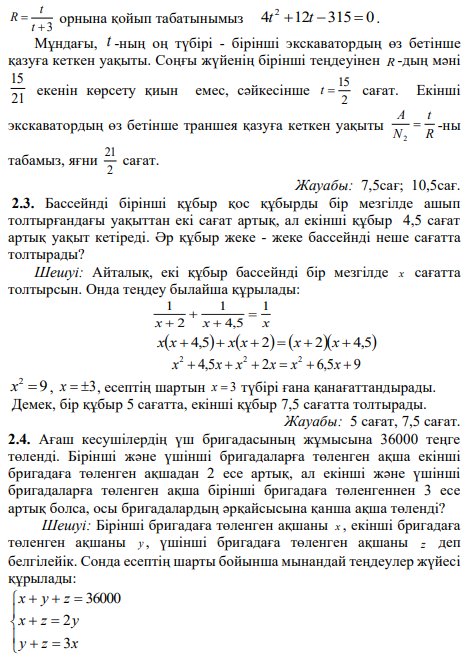 R = t/(t+3) орнына қойып табатынымыз 4t² +12t −315 = 0.
Мұндағы, t -ның оң түбірі - бірінші экскаватордың өз бетінше
қазуға кеткен уақыты. Соңғы жүйенің бірінші теңдеуінен R -дың мәні
15/21 екенін көрсету қиын емес, сәйкесінше t = 15/2 сағат. Екінші
экскаватордың өз бетінше траншея қазуға кеткен уақыты A/N₂ = t/R -ны
табамыз, яғни 21/2 сағат.
Жауабы: 7,5сағ; 10,5сағ.
2.3. Бассейнді бірінші құбыр қос құбырды бір мезгілде ашып
толтырғандағы уақыттан екі сағат артық, ал екінші құбыр 4,5 сағат
артық уақыт кетіреді. Әр құбыр жеке - жеке бассейнді неше сағатта
толтырады?
Шешуі: Айталық, екі құбыр бассейнді бір мезгілде x сағатта
толтырсын. Онда теңдеу былайша құрылады:
1/(x+2) + 1/(x+4,5) = 1/x
x(x+4,5)+x(x+2)=(x+2)(x+4,5)
x² +4,5x+x² +2x = x² +6,5x+9
x² =9, x = ±3, есептің шартын x=3 түбірі ғана қанағаттандырады.
Демек, бір құбыр 5 сағатта, екінші құбыр 7,5 сағатта толтырады.
Жауабы: 5 сағат, 7,5 сағат.
2.4. Ағаш кесушілердің үш бригадасының жұмысына 36000 теңге
төленді. Бірінші және үшінші бригадаларға төленген ақша екінші
бригадаға төленген ақшадан 2 есе артық, ал екінші және үшінші
бригадаларға төленген ақша бірінші бригадаға төленгеннен 3 есе
артық болса, осы бригадалардың әрқайсысына қанша ақша төленді?
Шешуі: Бірінші бригадаға төленген ақшаны x, екінші бригадаға
төленген ақшаны y, үшінші бригадаға төленген ақшаны z деп
белгілейік. Сонда есептің шарты бойынша мынандай теңдеулер жүйесі
құрылады:
x + y + z = 36000
x + z = 2y
y + z = 3x